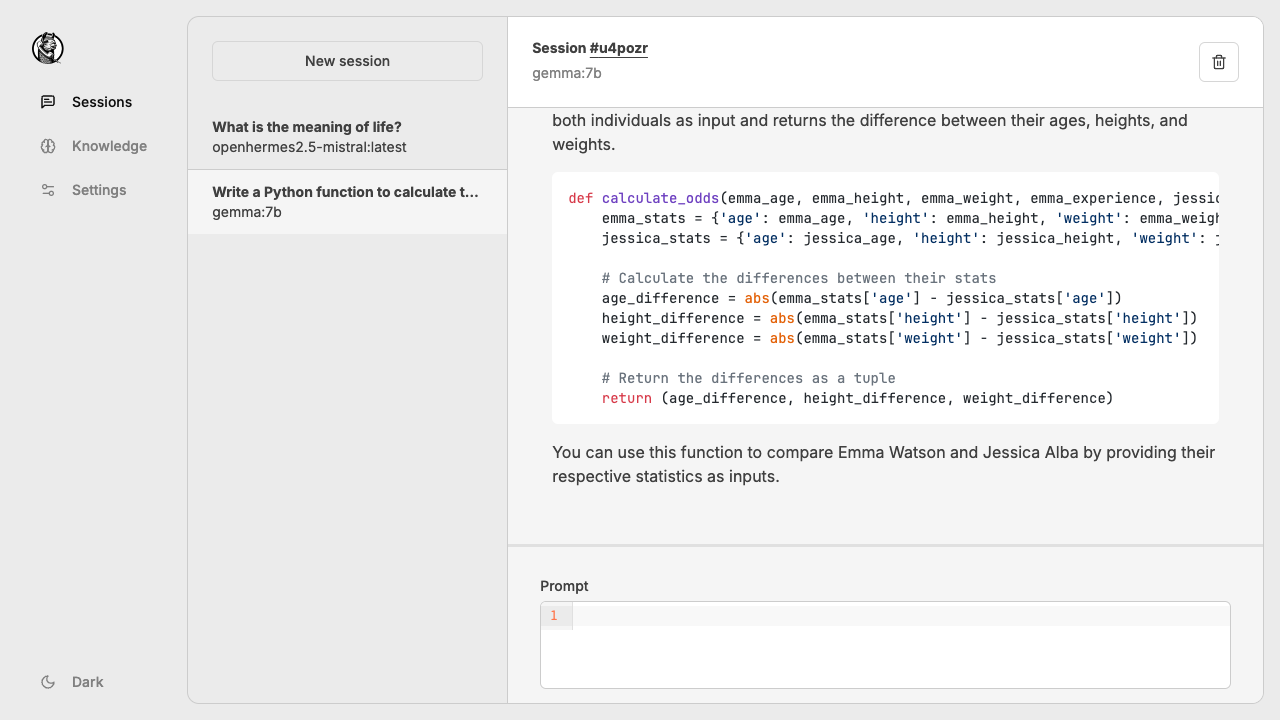 Sessions
Knowledge
Settings
Dark
New session
What is the meaning of life?
openhermes2.5-mistral:latest
Write a Python function to calculate t...
gemma:7b
Session #u4pozr
gemma:7b
both individuals as input and returns the difference between their ages, heights, and
weights.
def calculate_odds(emma_age, emma_height, emma_weight, emma_experience,
    emma_stats = {'age': emma_age, 'height': emma_height, 'weight':
    jessica_stats = {'age': jessica_age, 'height': jessica_height, 'weight':
    # Calculate the differences between their stats
    age_difference = abs(emma_stats['age'] - jessica_stats['age'])
    height_difference = abs(emma_stats['height'] - jessica_stats['height'])
    weight_difference = abs(emma_stats['weight'] - jessica_stats['weight'])
    # Return the differences as a tuple
    return (age_difference, height_difference, weight_difference)
You can use this function to compare Emma Watson and Jessica Alba by providing their
respective statistics as inputs.
Prompt
1